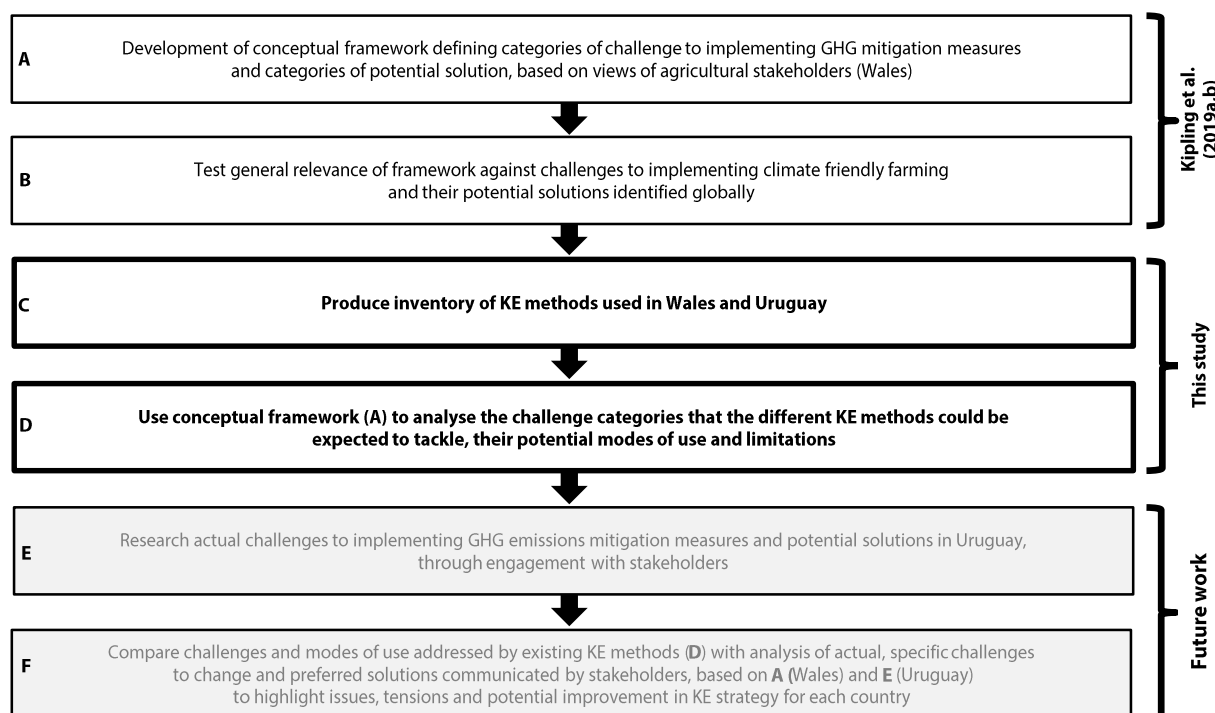 A
Development of conceptual framework defining categories of challenge to implementing GHG mitigation measures
and categories of potential solution, based on views of agricultural stakeholders (Wales)
B
Test general relevance of framework against challenges to implementing climate friendly farming
and their potential solutions identified globally
Kipling et al.
(2019a,b)
C
Produce inventory of KE methods used in Wales and Uruguay
D
Use conceptual framework (A) to analyse the challenge categories that the different KE methods could be
expected to tackle, their potential modes of use and limitations
This study
E
Research actual challenges to implementing GHG emissions mitigation measures and potential solutions in Uruguay,
through engagement with stakeholders
F
Compare challenges and modes of use addressed by existing KE methods (D) with analysis of actual, specific challenges
to change and preferred solutions communicated by stakeholders, based on A (Wales) and E (Uruguay)
to highlight issues, tensions and potential improvement in KE strategy for each country
Future work